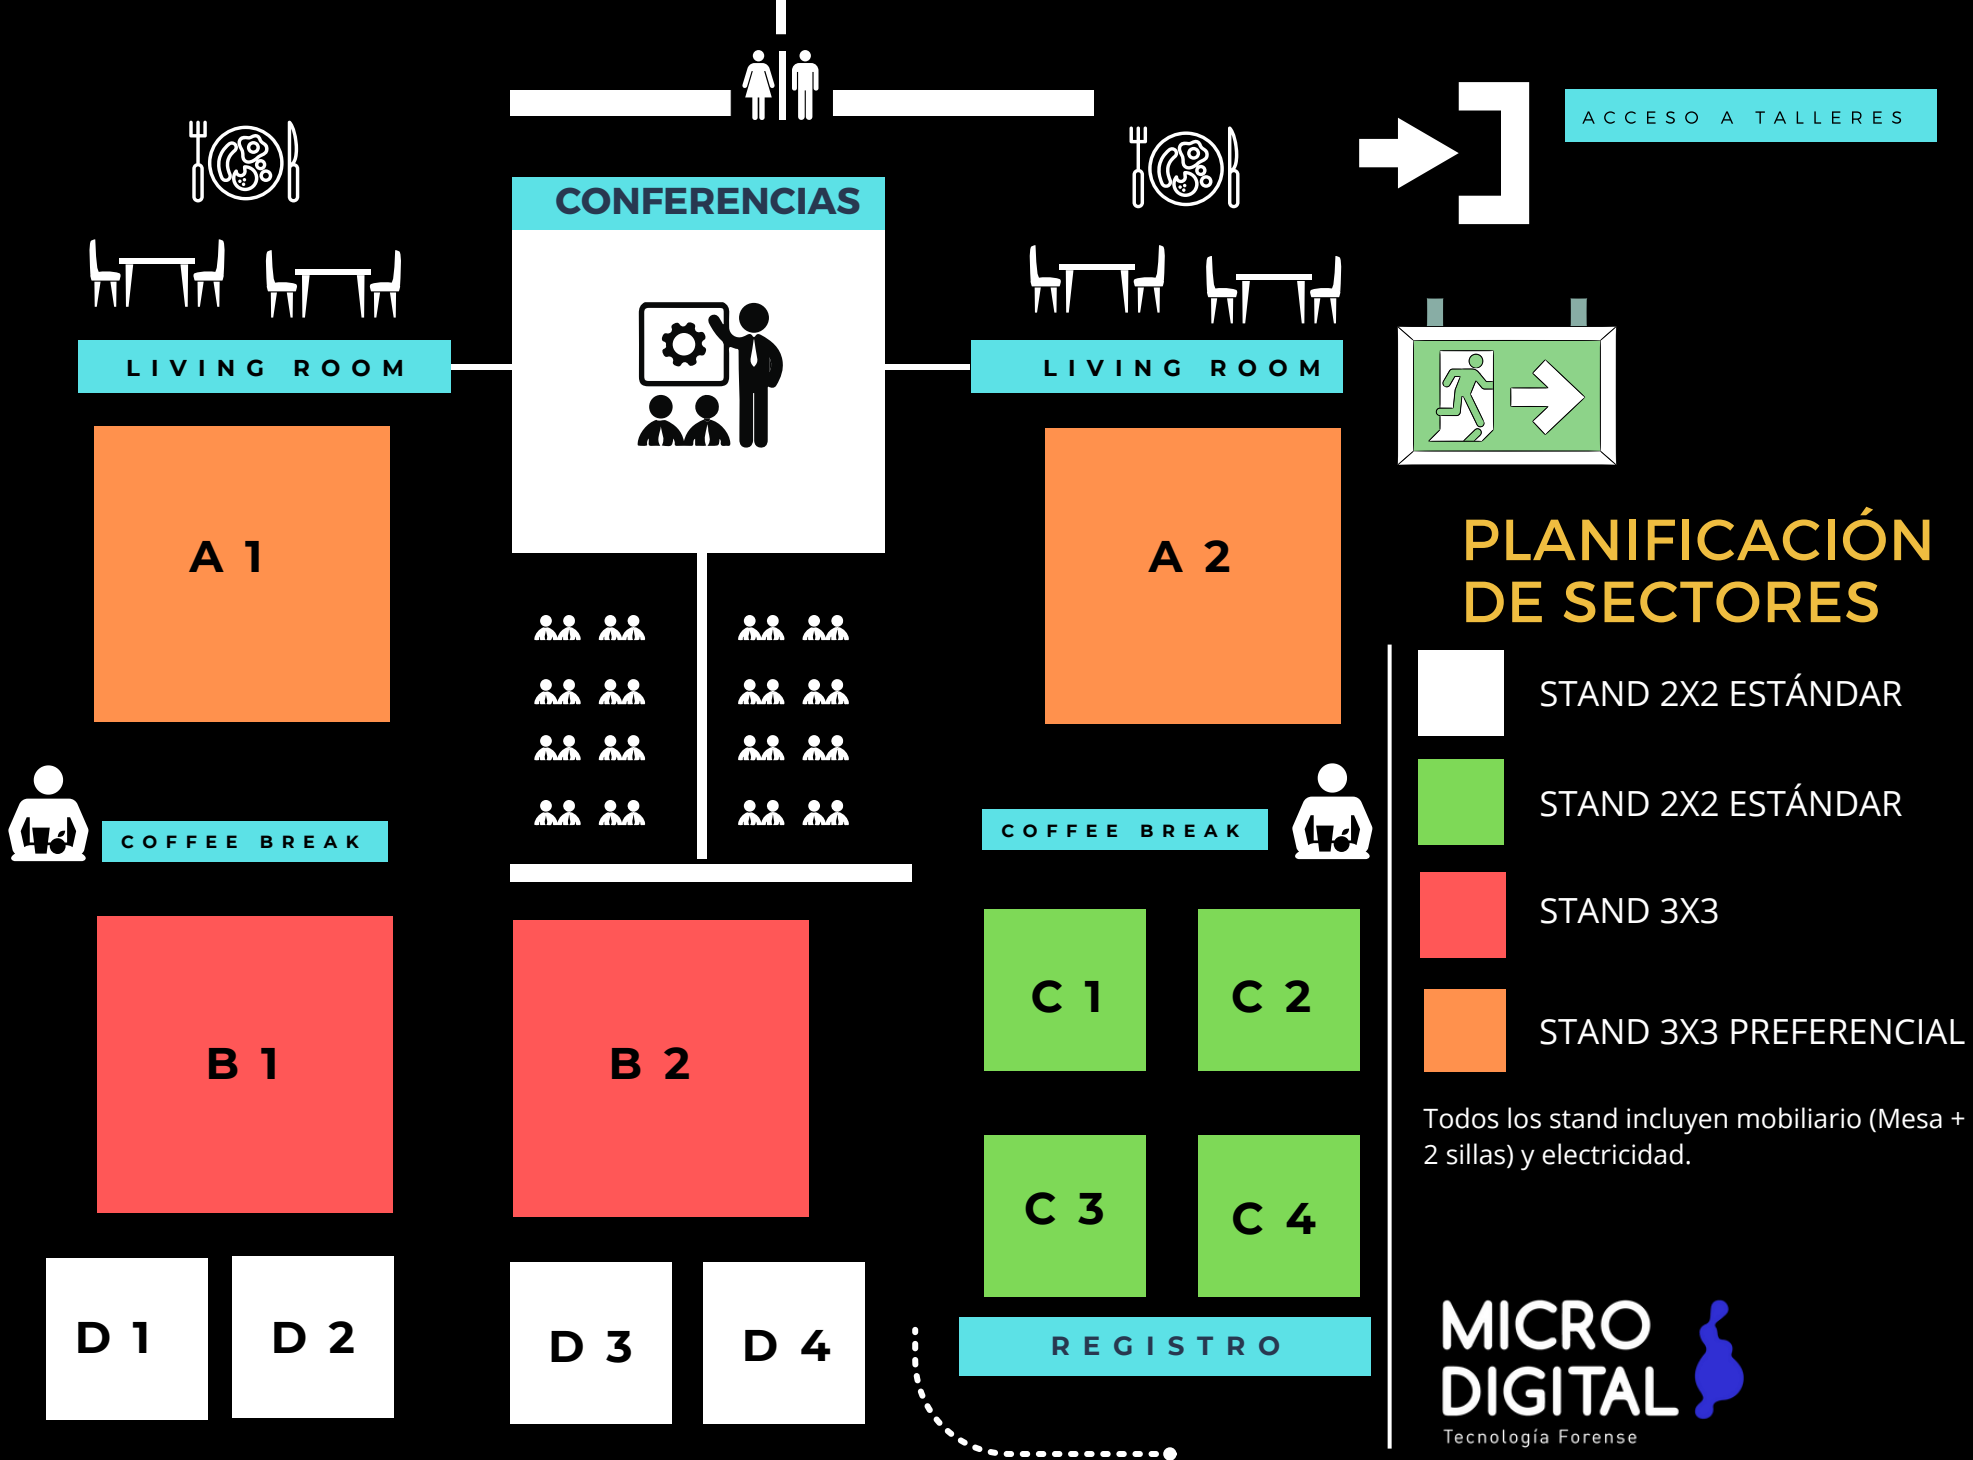 ACCESO A TALLERES
CONFERENCIAS
LIVING ROOM
LIVING ROOM
A 1
A 2
PLANIFICACIÓN
DE SECTORES
STAND 2X2 ESTÁNDAR
STAND 2X2 ESTÁNDAR
STAND 3X3
STAND 3X3 PREFERENCIAL
Todos los stand incluyen mobiliario (Mesa +
2 sillas) y electricidad.
COFFEE BREAK
COFFEE BREAK
B 1
B 2
C 1
C 2
C 3
C 4
D 1
D 2
D 3
D 4
REGISTRO
MICRO
DIGITAL
Tecnología Forense